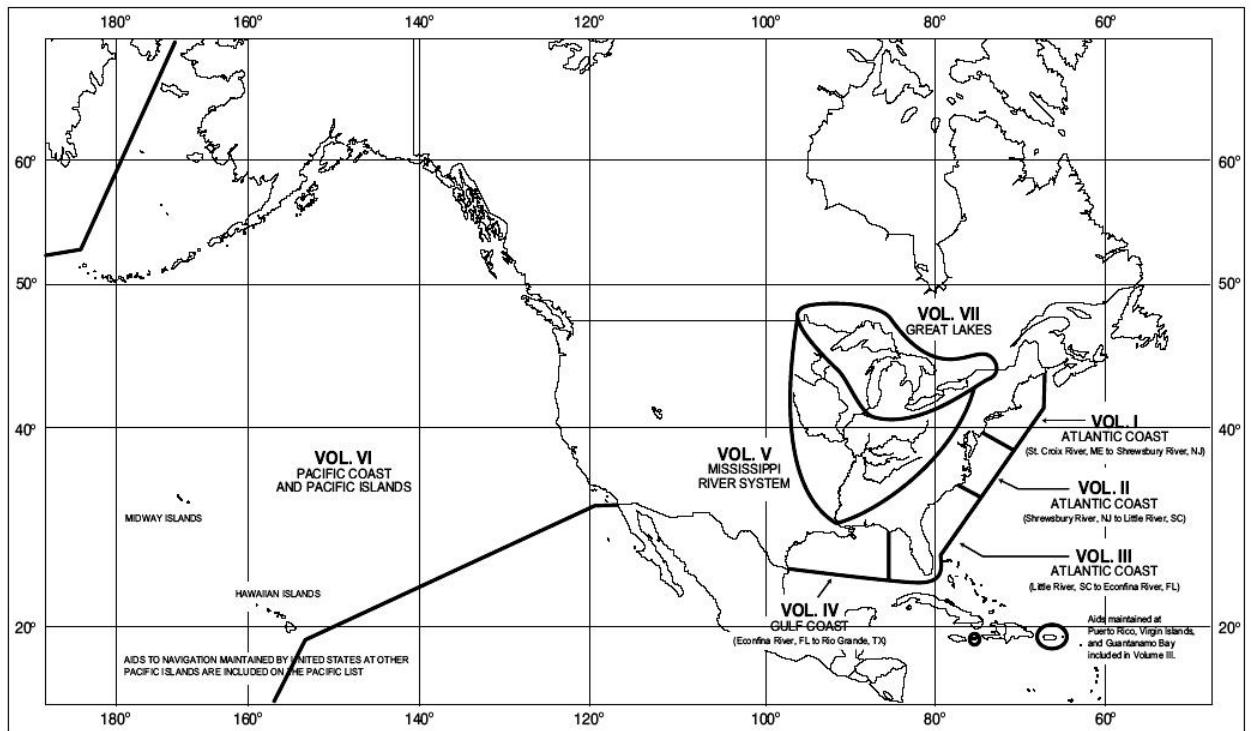 180° 160° 140° 120° 100° 80° 60°
60° 60°
50° 50°
VOL. VII
GREAT LAKES
40° 40°
VOL. I
ATLANTIC COAST
(St. Croix River, ME to Shrewsbury River, NJ)
VOL. VI
PACIFIC COAST
AND PACIFIC ISLANDS
VOL. V
MISSISSIPPI
RIVER SYSTEM
VOL. II
ATLANTIC COAST
(Shrewsbury River, NJ to Little River, SC)
MIDWAY ISLANDS
VOL. III
ATLANTIC COAST
(Little River, SC to Econfina River, FL)
HAWAIIAN ISLANDS
VOL. IV
GULF COAST
(Econfina River, FL to Rio Grande, TX)
20° 20°
Aids maintained at
Puerto Rico, Virgin Islands,
and Guantanamo Bay
included in Volume III.
AIDS TO NAVIGATION MAINTAINED BY UNITED STATES AT OTHER
PACIFIC ISLANDS ARE INCLUDED ON THE PACIFIC LIST
180° 160° 140° 120° 100° 80° 60°